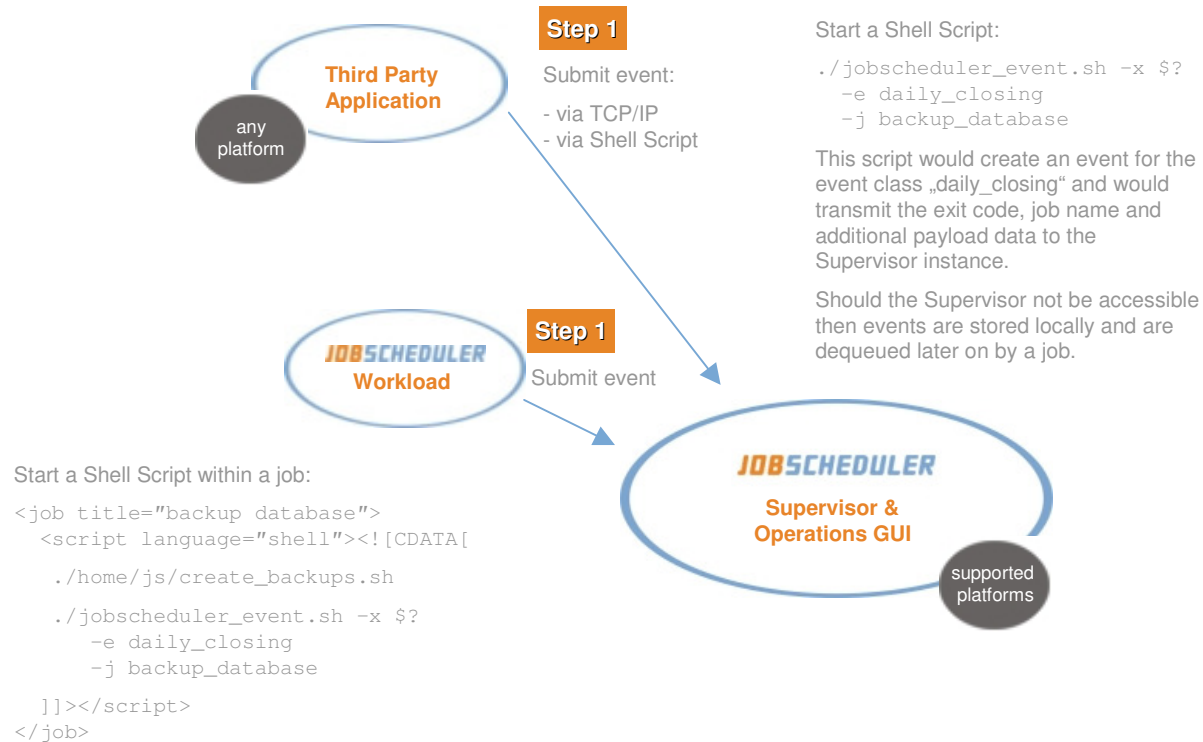 Step 1
Third Party
Application
any
platform
Submit event:
- via TCP/IP
- via Shell Script
Start a Shell Script:
./jobscheduler_event.sh -x $?
-e daily_closing
-j backup_database
This script would create an event for the
event class „daily_closing“ and would
transmit the exit code, job name and
additional payload data to the
Supervisor instance.
Should the Supervisor not be accessible
then events are stored locally and are
dequeued later on by a job.
Step 1
JOBSCHEDULER
Workload
Submit event
JOBSCHEDULER
Supervisor &
Operations GUI
supported
platforms
Start a Shell Script within a job:
<job title="backup database">
<script language="shell"><![CDATA[
./home/js/create_backups.sh
./jobscheduler_event.sh -x $?
-e daily_closing
-j backup_database
]]></script>
</job>